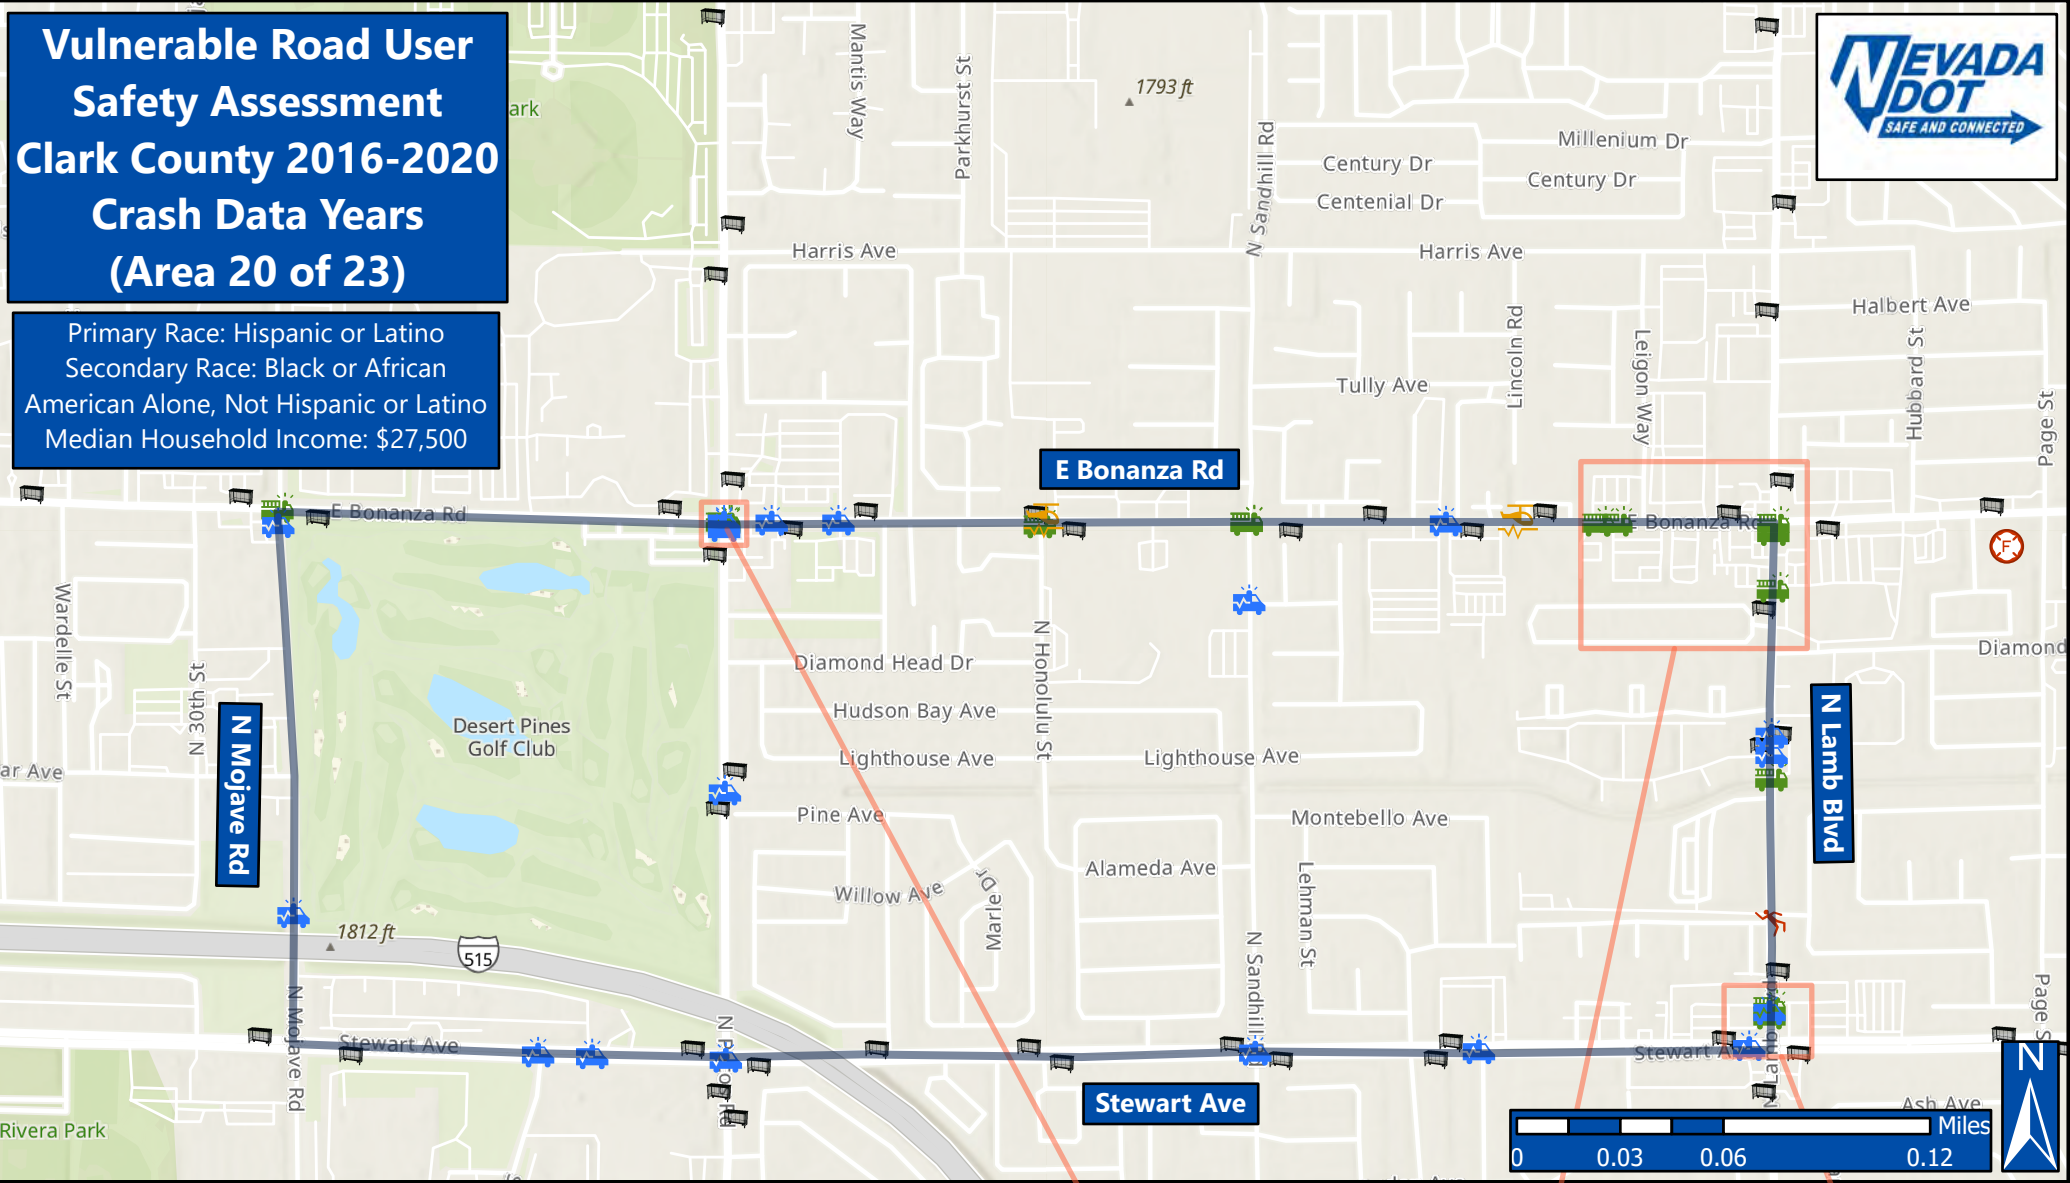 Vulnerable Road User
Safety Assessment
Clark County 2016-2020
Crash Data Years
(Area 20 of 23)
Primary Race: Hispanic or Latino
Secondary Race: Black or African
American Alone, Not Hispanic or Latino
Median Household Income: $27,500
NEVADA
DOT
SAFE AND CONNECTED
ark
Mantis Way
Parkhurst St
1793 ft
N Sandhill Rd
Century Dr
Centenial Dr
Millenium Dr
Century Dr
Harris Ave
Harris Ave
Halbert Ave
Hubbard St
Page St
Lincoln Rd
Leigon Way
Tully Ave
E Bonanza Rd
E Bonanza Rd
E Bonanza Rd
F
Wardelle St
N 30th St
N Mojave Rd
ar Ave
Desert Pines
Golf Club
Diamond Head Dr
Hudson Bay Ave
Lighthouse Ave
Lighthouse Ave
N Honolulu St
Diamond
N Lamb Blvd
Pine Ave
Montebello Ave
Alameda Ave
Willow Ave
Marle Dr
Lehman St
N Sandhill
1812 ft
515
N Mojave Rd
Stewart Ave
Stewart Ave
Stewart A
N Lamb
Page S
Ash Ave
Rivera Park
Miles
0 0.03 0.06 0.12
N